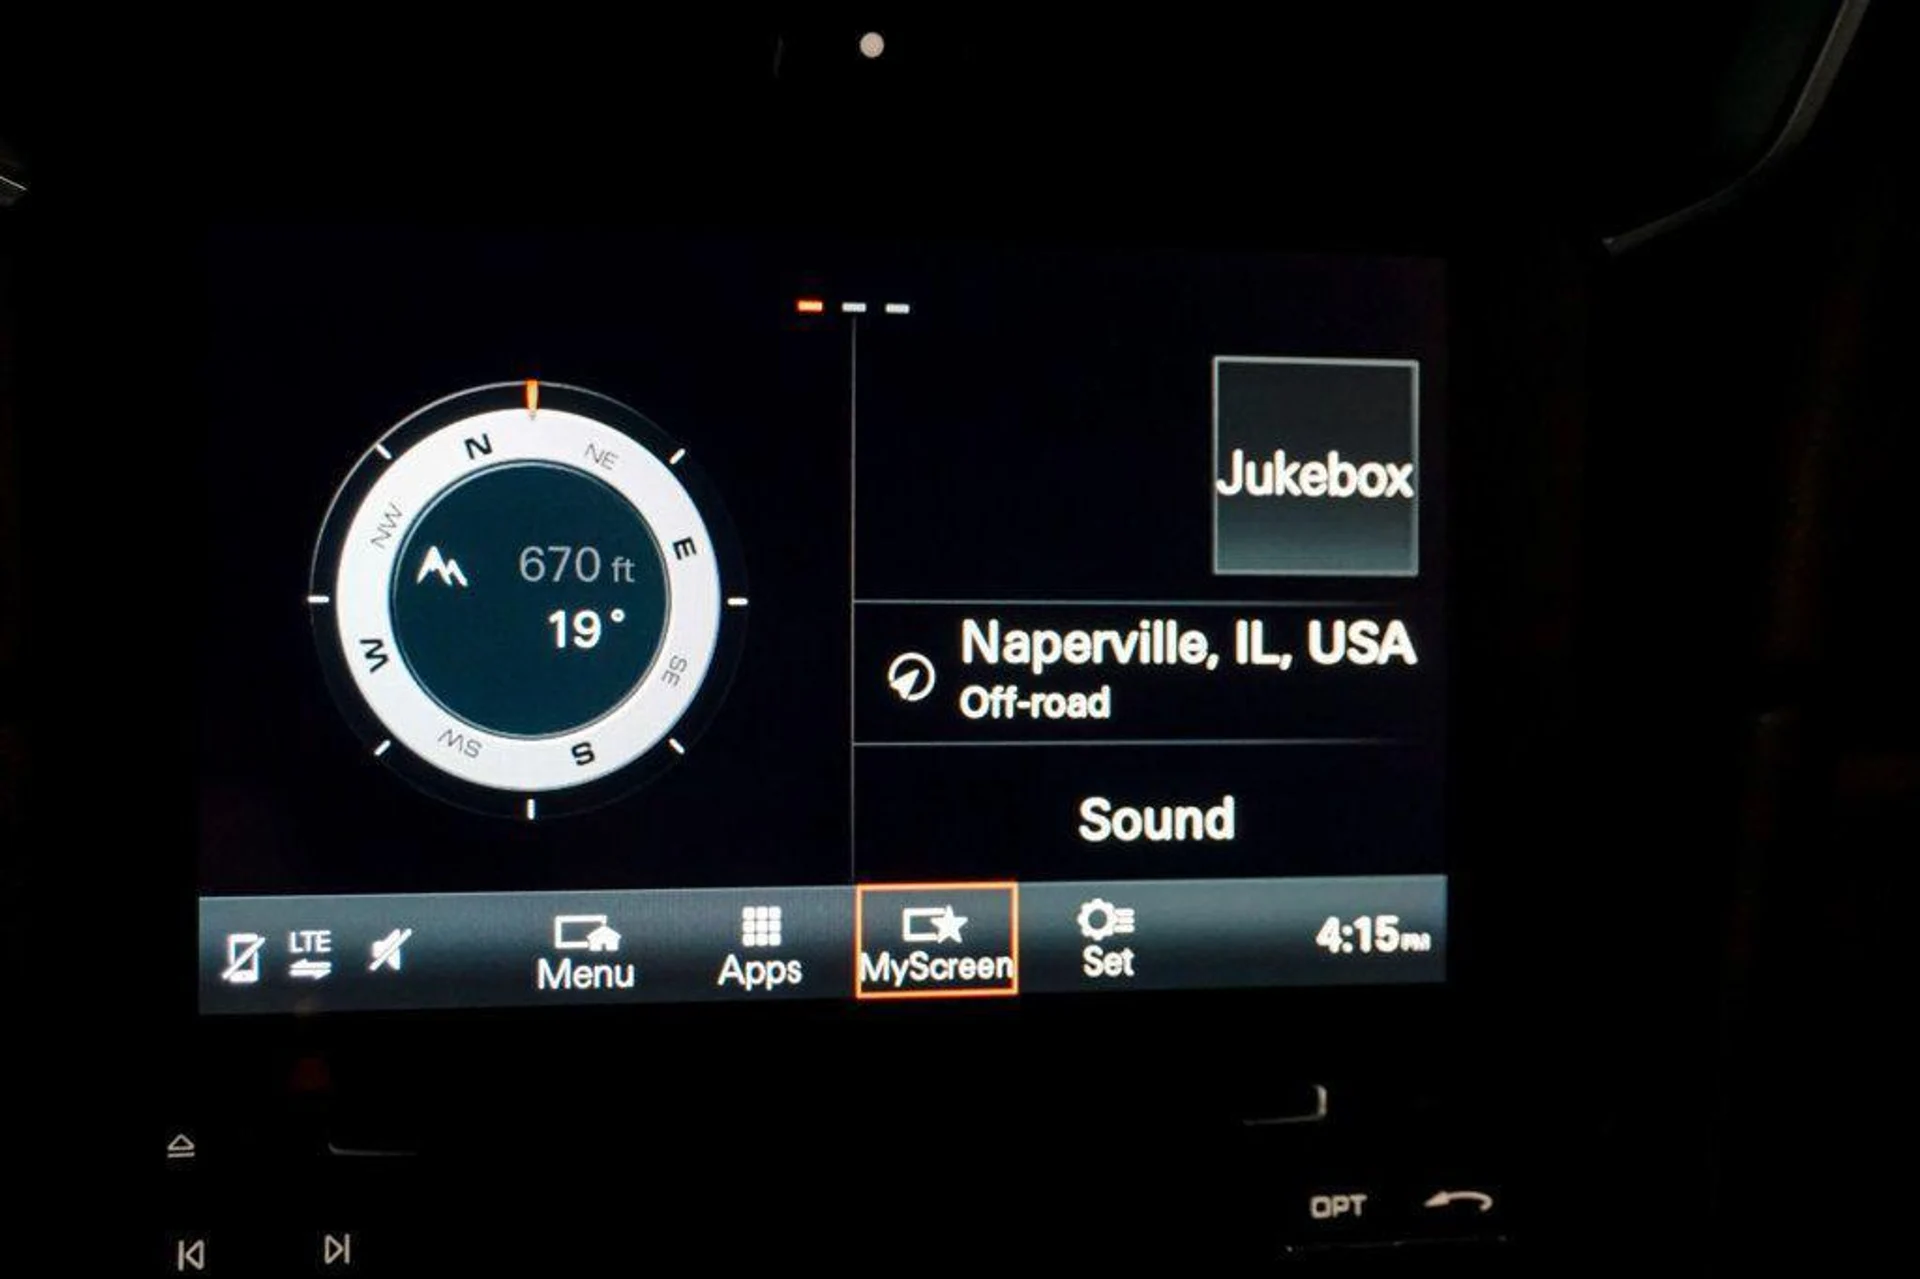 N
NE
E
SE
S
SW
W
NW
670 ft
19°
Jukebox
Naperville, IL, USA
Off-road
Sound
LTE
Menu
Apps
MyScreen
Set
4:15PM
OPT